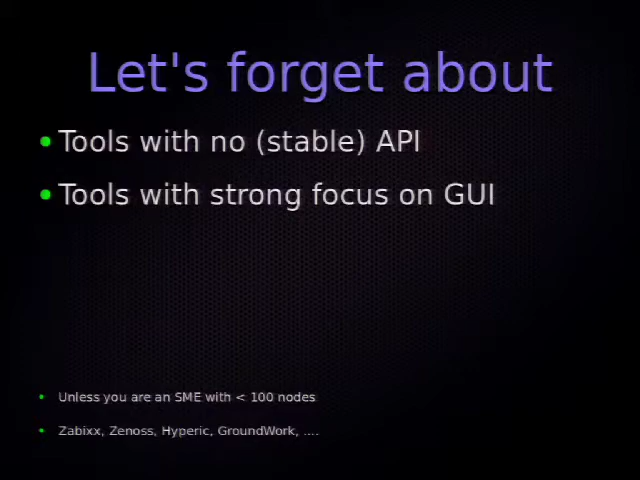 Let's forget about
Tools with no (stable) API
Tools with strong focus on GUI
Unless you are an SME with < 100 nodes
Zabixx, Zenoss, Hyperic, GroundWork, ....